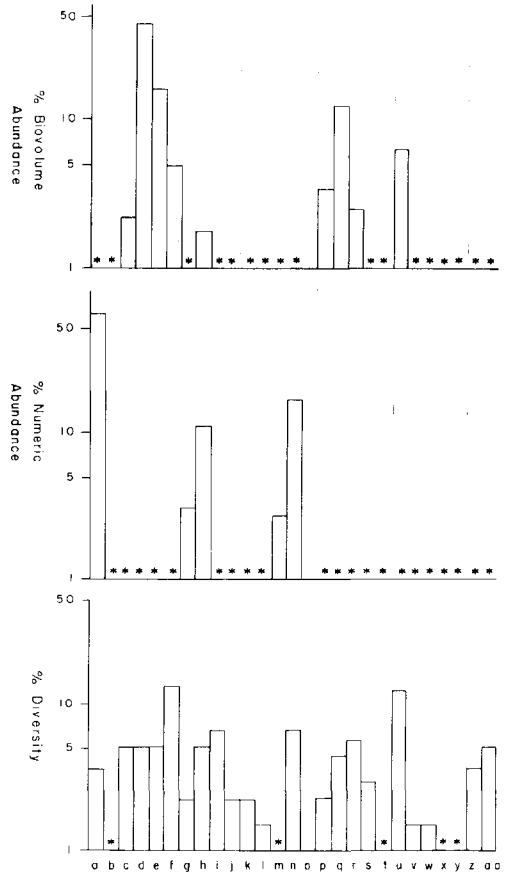 50
10
5
1
% Biovolume
Abundance
* * * * * * * * * * * * * * * *
50
10
5
1
% Numeric
Abundance
* * * * * * * * * * * * * * * * * * * * *
50
10
5
1
% Diversity
* * * * *
a b c d e f g h i j k l m n o p q r s t u v w x y z aa